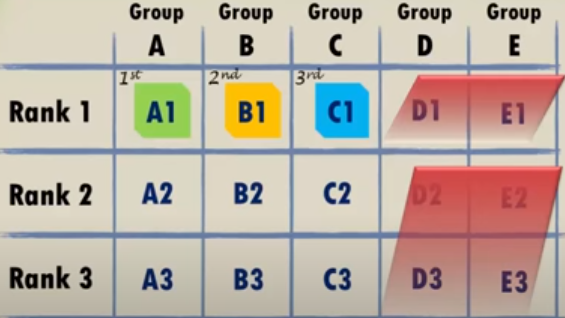 Group Group Group Group Group
A B C D E
1st 2nd 3rd
Rank 1 A1 B1 C1 D1 E1
Rank 2 A2 B2 C2 D2 E2
Rank 3 A3 B3 C3 D3 E3